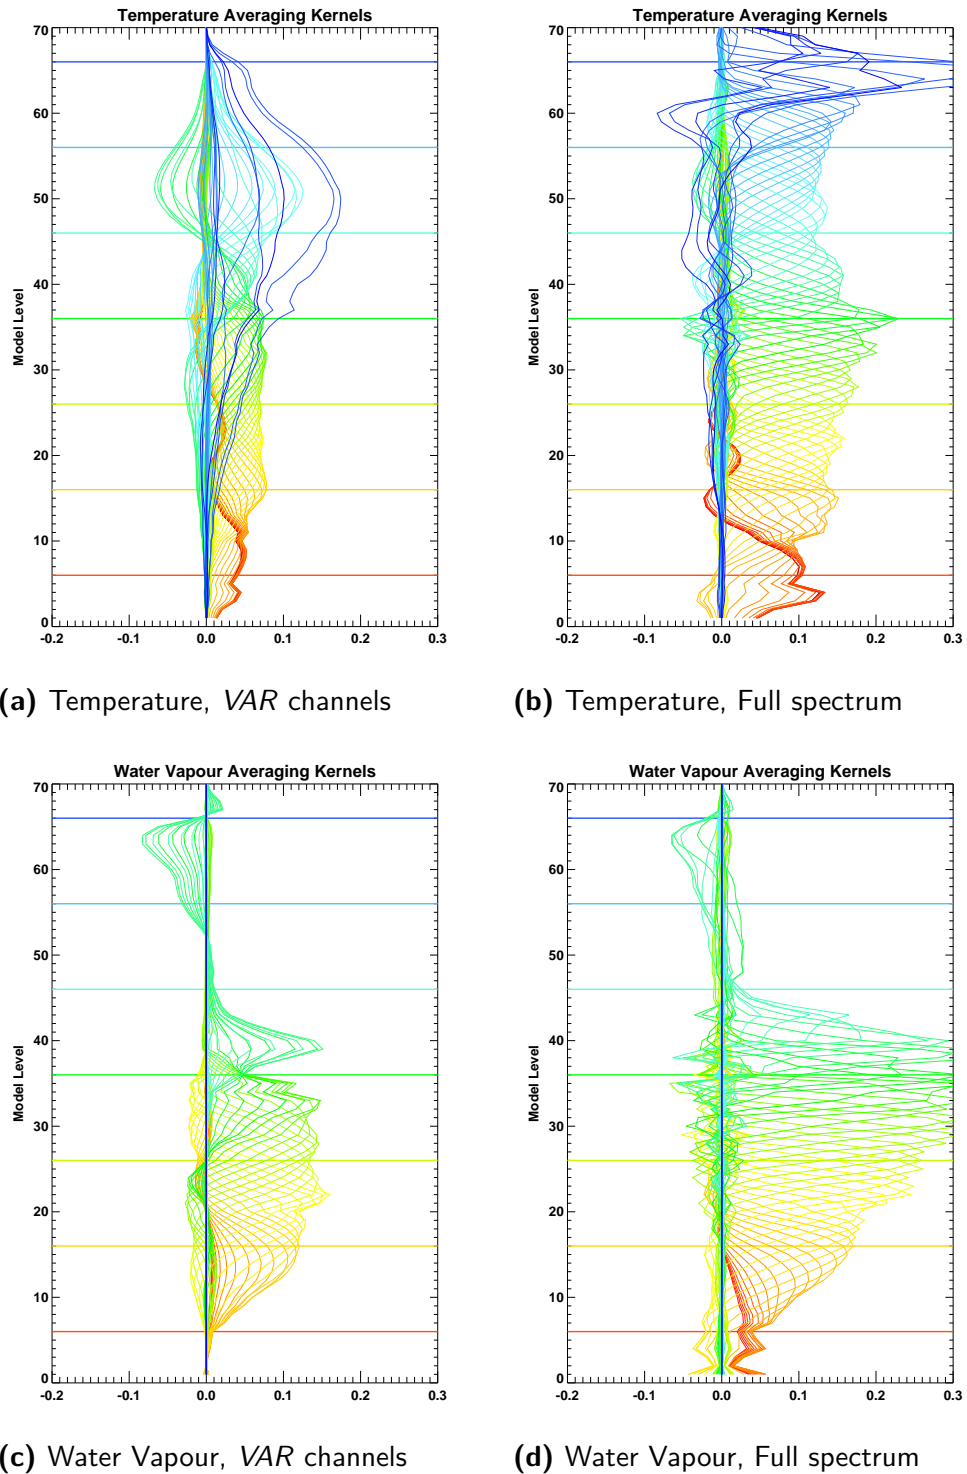 Temperature Averaging Kernels
70
60
50
40
30
20
10
0
Model Level
-0.2 -0.1 0.0 0.1 0.2 0.3
Temperature Averaging Kernels
70
60
50
40
30
20
10
0
Model Level
-0.2 -0.1 0.0 0.1 0.2 0.3
(a) Temperature, VAR channels
(b) Temperature, Full spectrum
Water Vapour Averaging Kernels
70
60
50
40
30
20
10
0
Model Level
-0.2 -0.1 0.0 0.1 0.2 0.3
Water Vapour Averaging Kernels
70
60
50
40
30
20
10
0
Model Level
-0.2 -0.1 0.0 0.1 0.2 0.3
(c) Water Vapour, VAR channels
(d) Water Vapour, Full spectrum